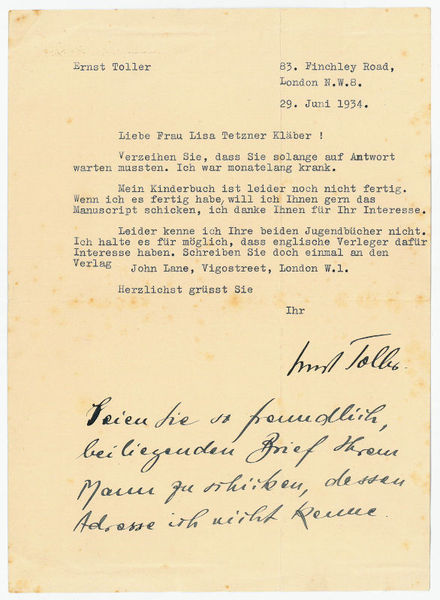 Ernst Toller
83. Finchley Road,
London N.W.8.
29. Juni 1934.
Liebe Frau Lisa Tetzner Kläber !
Verzeihen Sie, dass Sie solange auf Antwort
warten mussten. Ich war monatelang krank.
Mein Kinderbuch ist leider noch nicht fertig.
Wenn ich es fertig habe, will ich Ihnen gern das
Manuscript schicken, ich danke Ihnen für Ihr Interesse.
Leider kenne ich Ihre beiden Jugendbücher nicht.
Ich halte es für möglich, dass englische Verleger dafür
Interesse haben. Schreiben Sie doch einmal an den
Verlag
John Lane, Vigostreet, London W.1.
Herzlichst grüsst Sie
Ihr
Ernst Toller
Seien Sie so freundlich,
beiliegenden Brief Ihrem
Mann zu schicken, dessen
Adresse ich nicht kenne.